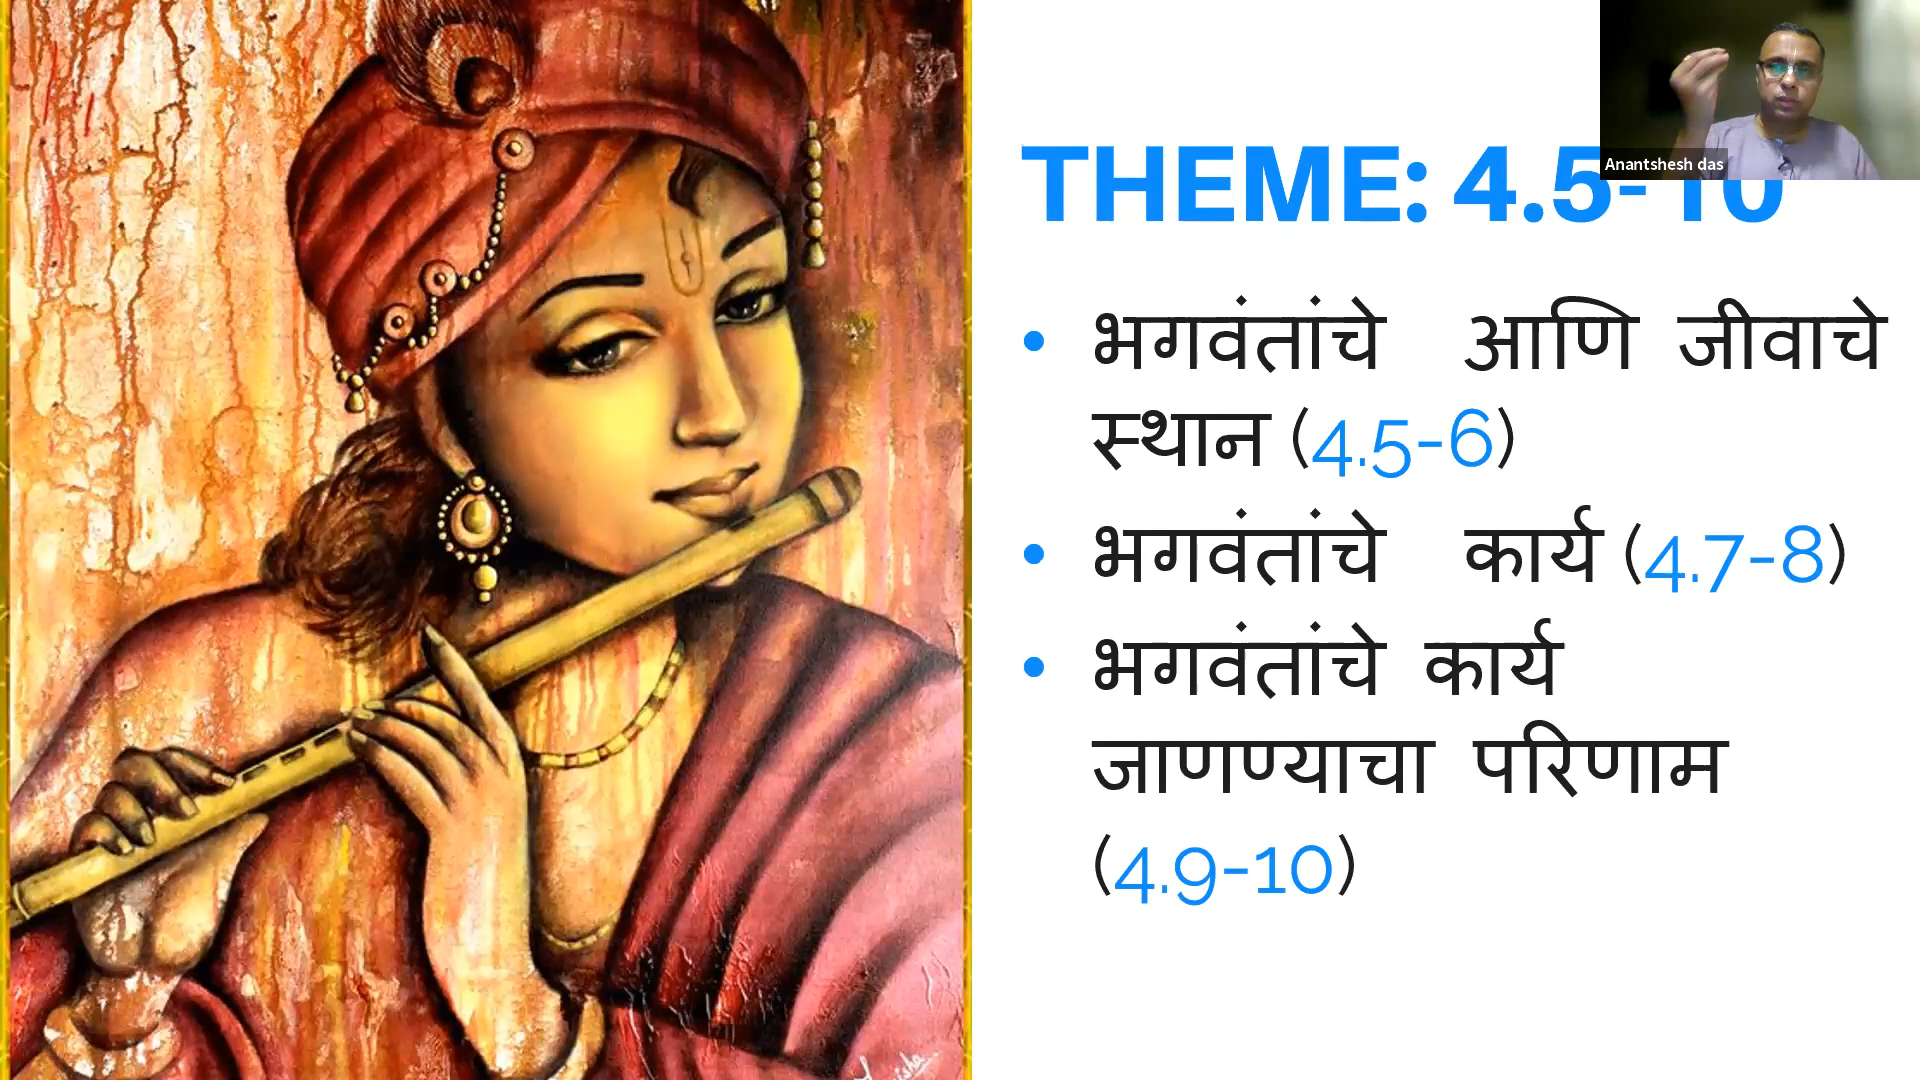 Anantshesh das
THEME: 4.5-10
• भगवंतांचे आणि जीवाचे
स्थान (4.5-6)
• भगवंतांचे कार्य (4.7-8)
• भगवंतांचे कार्य
जाणण्याचा परिणाम
(4.9-10)